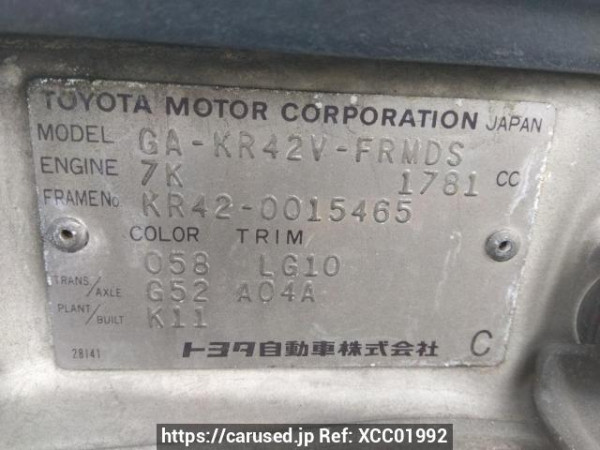 TOYOTA MOTOR CORPORATION JAPAN
MODEL GA-KR42V-FRMDS
ENGINE 7K 1781 CC
FRAME No KR42-0015465
COLOR TRIM
058 LG10
TRANS/AXLE G52 A04A
PLANT/BUILT K11
28141 トヨタ自動車株式会社 C
https://carused.jp Ref: XCC01992